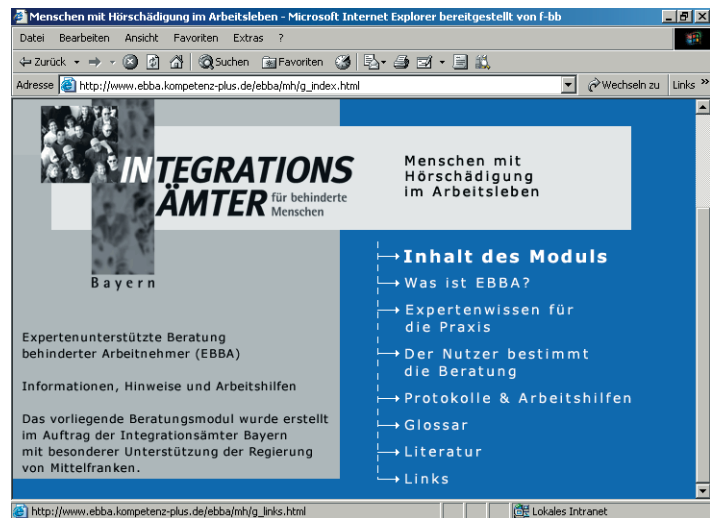 Menschen mit Hörschädigung im Arbeitsleben - Microsoft Internet Explorer bereitgestellt von f-bb
Datei Bearbeiten Ansicht Favoriten Extras ?
Zurück Suchen Favoriten
Adresse http://www.ebba.kompetenz-plus.de/ebba/mh/g_index.html Wechseln zu Links »
INTEGRATIONS
ÄMTER für behinderte
Menschen
Bayern
Menschen mit
Hörschädigung
im Arbeitsleben
Expertenunterstützte Beratung
behinderter Arbeitnehmer (EBBA)
Informationen, Hinweise und Arbeitshilfen
Das vorliegende Beratungsmodul wurde erstellt
im Auftrag der Integrationsämter Bayern
mit besonderer Unterstützung der Regierung
von Mittelfranken.
Inhalt des Moduls
Was ist EBBA?
Expertenwissen für
die Praxis
Der Nutzer bestimmt
die Beratung
Protokolle & Arbeitshilfen
Glossar
Literatur
Links
http://www.ebba.kompetenz-plus.de/ebba/mh/g_links.html Lokales Intranet